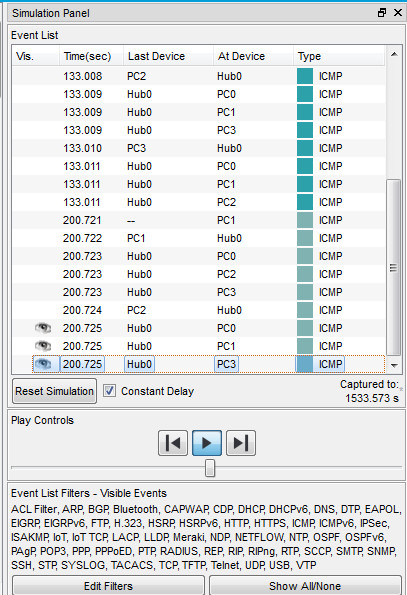 Simulation Panel
Event List
Vis. Time(sec) Last Device At Device Type
133.008 PC2 Hub0 ICMP
133.009 Hub0 PC0 ICMP
133.009 Hub0 PC1 ICMP
133.009 Hub0 PC3 ICMP
133.010 PC3 Hub0 ICMP
133.011 Hub0 PC0 ICMP
133.011 Hub0 PC1 ICMP
133.011 Hub0 PC2 ICMP
200.721 -- PC1 ICMP
200.722 PC1 Hub0 ICMP
200.723 Hub0 PC0 ICMP
200.723 Hub0 PC2 ICMP
200.723 Hub0 PC3 ICMP
200.724 PC2 Hub0 ICMP
200.725 Hub0 PC0 ICMP
200.725 Hub0 PC1 ICMP
200.725 Hub0 PC3 ICMP
Reset Simulation Constant Delay Captured to:
1533.573 s
Play Controls
Event List Filters - Visible Events
ACL Filter, ARP, BGP, Bluetooth, CAPWAP, CDP, DHCP, DHCPv6, DNS, DTP, EAPOL,
EIGRP, EIGRPv6, FTP, H.323, HSRP, HSRPv6, HTTP, HTTPS, ICMP, ICMPv6, IPSec,
ISAKMP, IoT, IoT TCP, LACP, LLDP, Meraki, NDP, NETFLOW, NTP, OSPF, OSPFv6,
PAgP, POP3, PPP, PPPoED, PTP, RADIUS, REP, RIP, RIPng, RTP, SCCP, SMTP, SNMP,
SSH, STP, SYSLOG, TACACS, TCP, TFTP, Telnet, UDP, USB, VTP
Edit Filters Show All/None